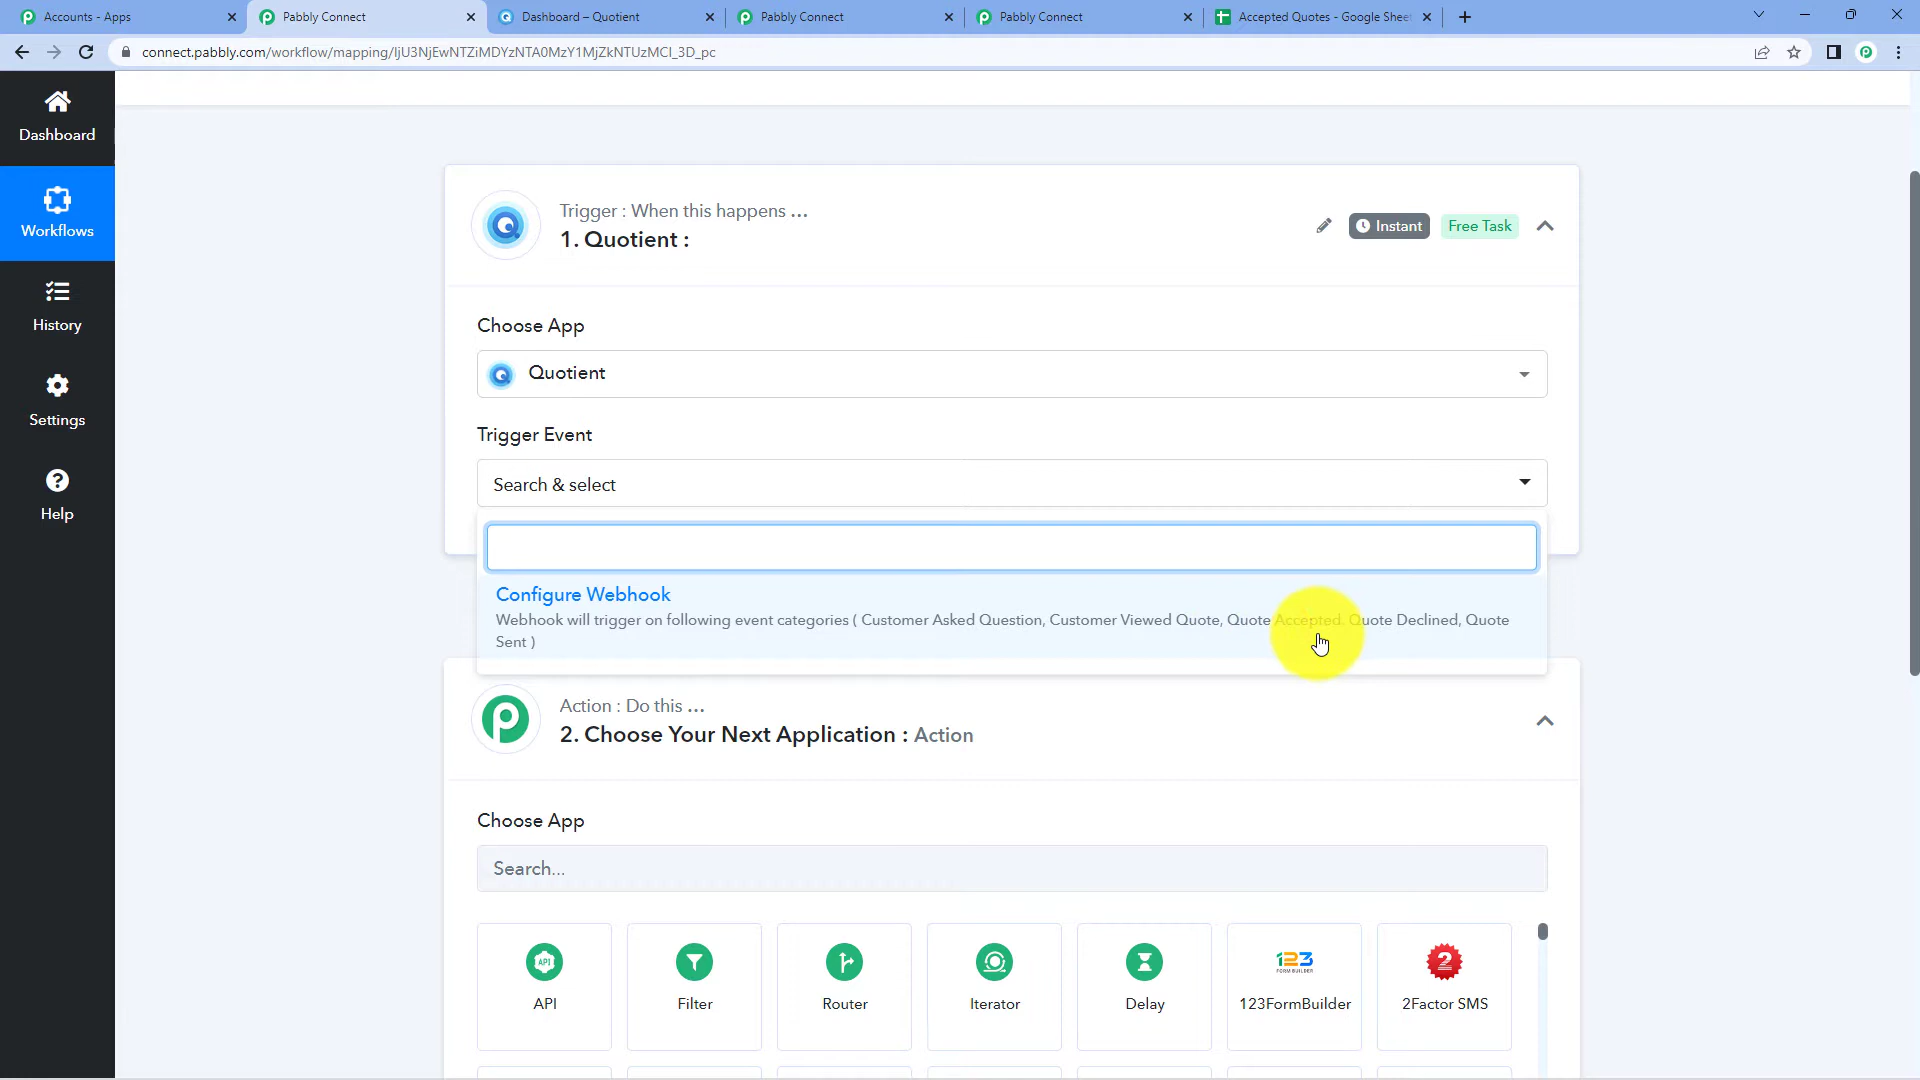 Accounts - Apps
Pabbly Connect
Dashboard – Quotient
Pabbly Connect
Pabbly Connect
Accepted Quotes - Google Sheet
connect.pabbly.com/workflow/mapping/IjU3NjEwNTZiMDYzNTA0MzY1MjZkNTUzMCI_3D_pc
Dashboard
Workflows
History
Settings
Help
Trigger : When this happens ...
1. Quotient :
Instant
Free Task
Choose App
Quotient
Trigger Event
Search & select
Configure Webhook
Webhook will trigger on following event categories ( Customer Asked Question, Customer Viewed Quote, Quote Accepted, Quote Declined, Quote
Sent )
Action : Do this ...
2. Choose Your Next Application : Action
Choose App
Search...
API
Filter
Router
Iterator
Delay
123
FORM BUILDER
123FormBuilder
2
2Factor SMS